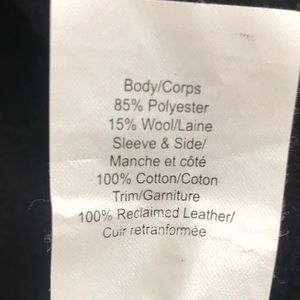 Body/Corps
85% Polyester
15% Wool/Laine
Sleeve & Side/
Manche et côté
100% Cotton/Coton
Trim/Garniture
100% Reclaimed Leather/
Cuir retranformée